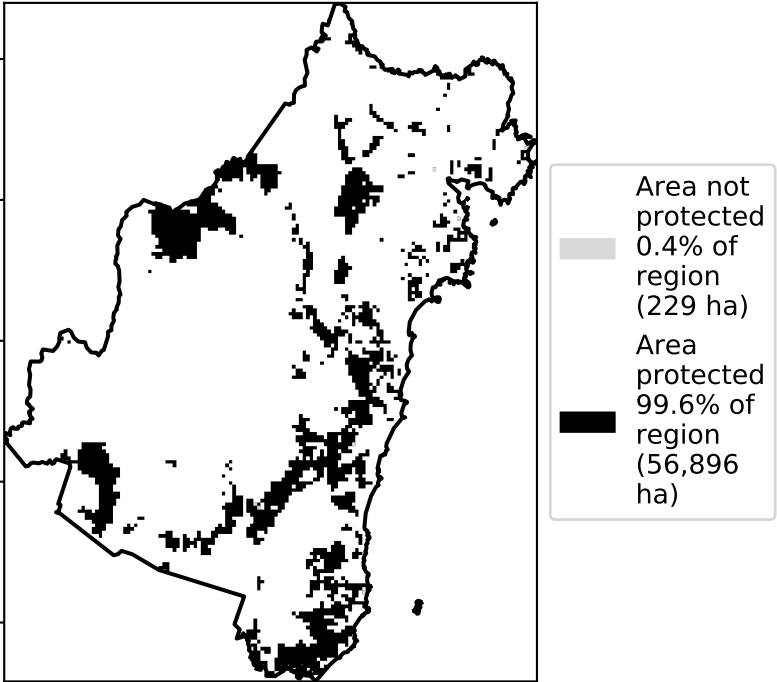 Area not
protected
0.4% of
region
(229 ha)
Area
protected
99.6% of
region
(56,896
ha)